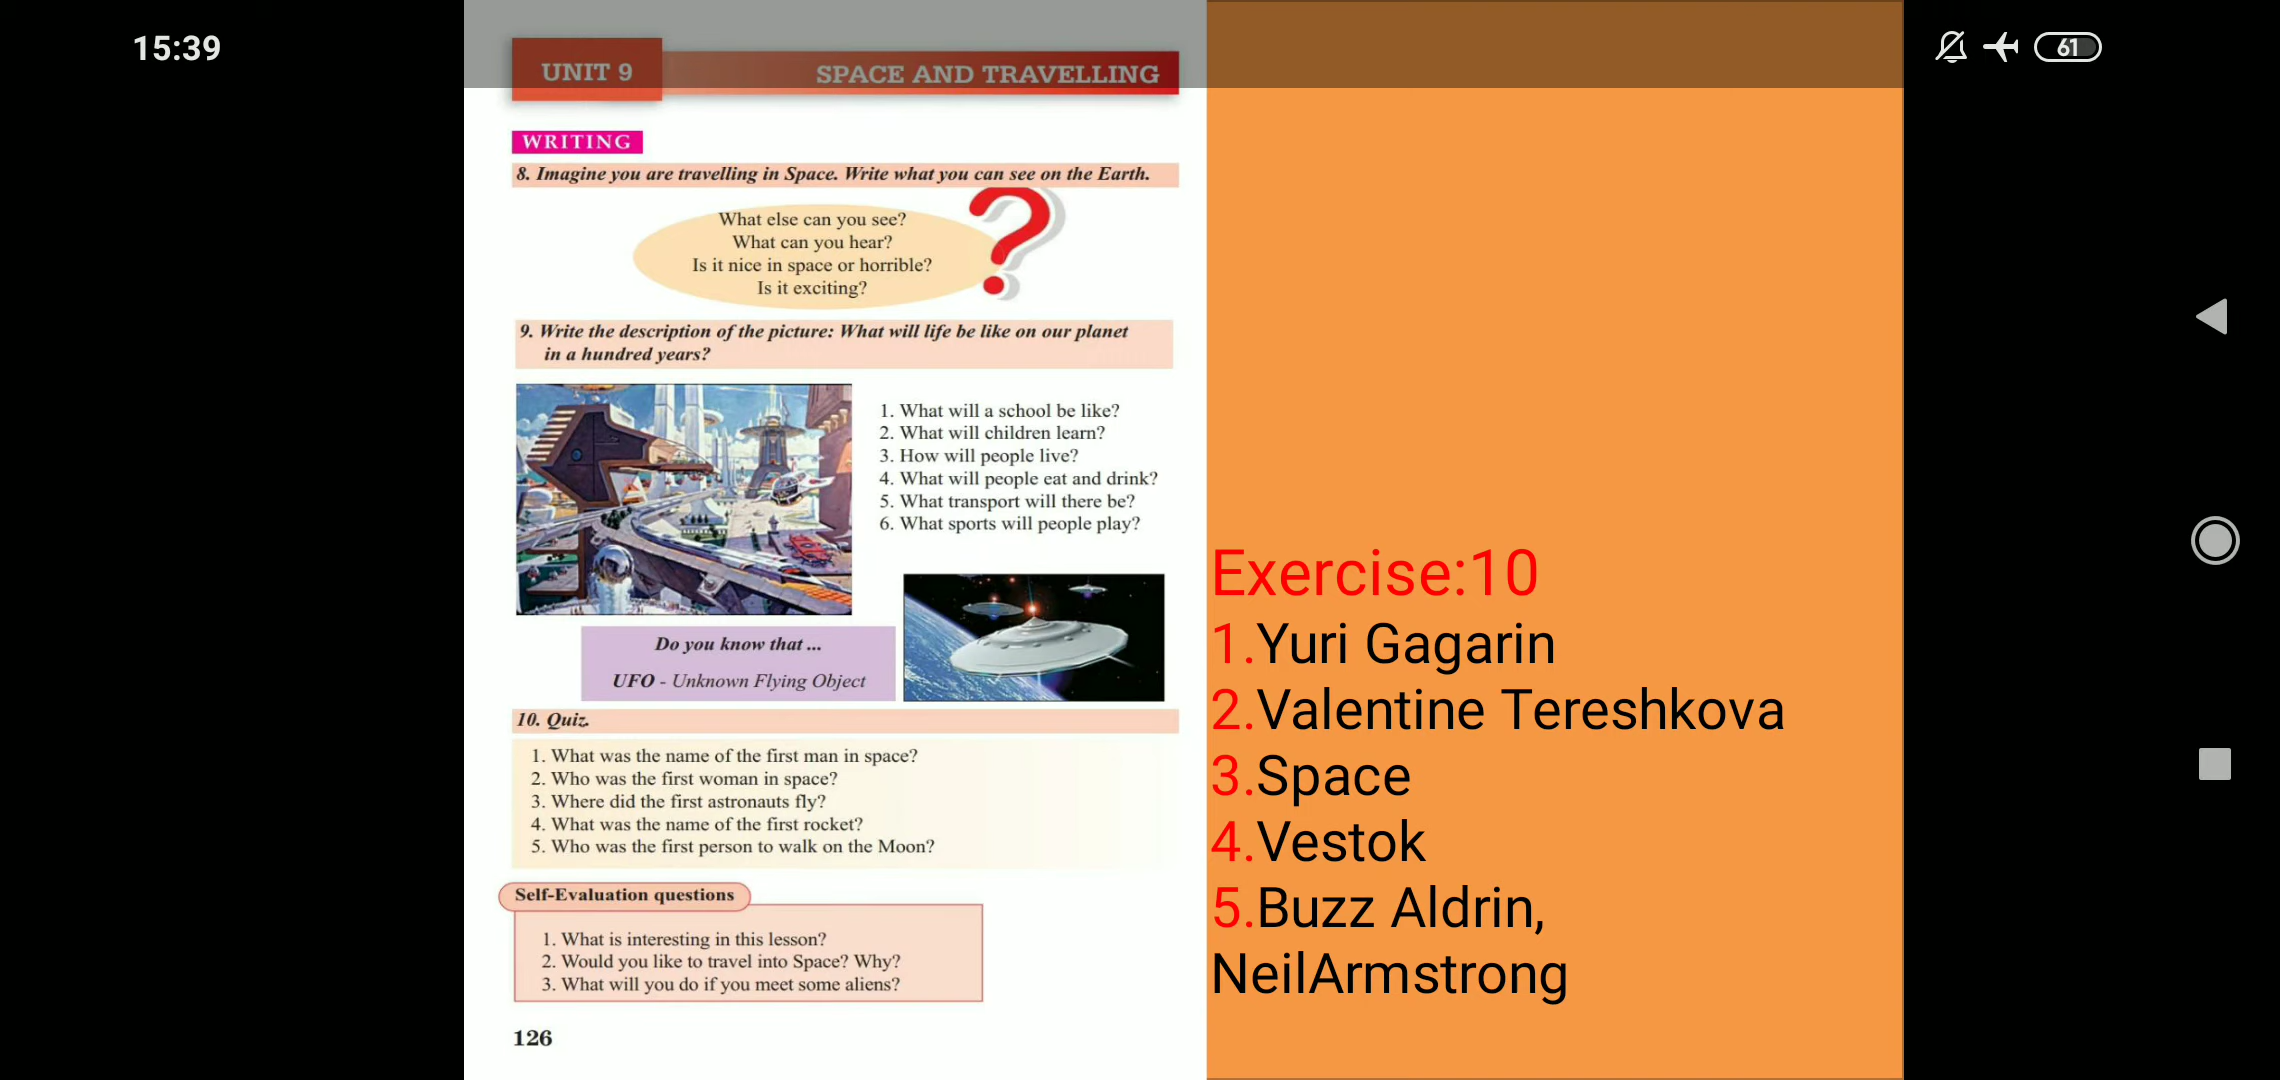 15:39
61
UNIT 9
SPACE AND TRAVELLING
WRITING
8. Imagine you are travelling in Space. Write what you can see on the Earth.
What else can you see?
What can you hear?
Is it nice in space or horrible?
Is it exciting?
9. Write the description of the picture: What will life be like on our planet
in a hundred years?
1. What will a school be like?
2. What will children learn?
3. How will people live?
4. What will people eat and drink?
5. What transport will there be?
6. What sports will people play?
Do you know that ...
UFO - Unknown Flying Object
10. Quiz.
1. What was the name of the first man in space?
2. Who was the first woman in space?
3. Where did the first astronauts fly?
4. What was the name of the first rocket?
5. Who was the first person to walk on the Moon?
Self-Evaluation questions
1. What is interesting in this lesson?
2. Would you like to travel into Space? Why?
3. What will you do if you meet some aliens?
126
Exercise:10
1.Yuri Gagarin
2.Valentine Tereshkova
3.Space
4.Vestok
5.Buzz Aldrin,
NeilArmstrong